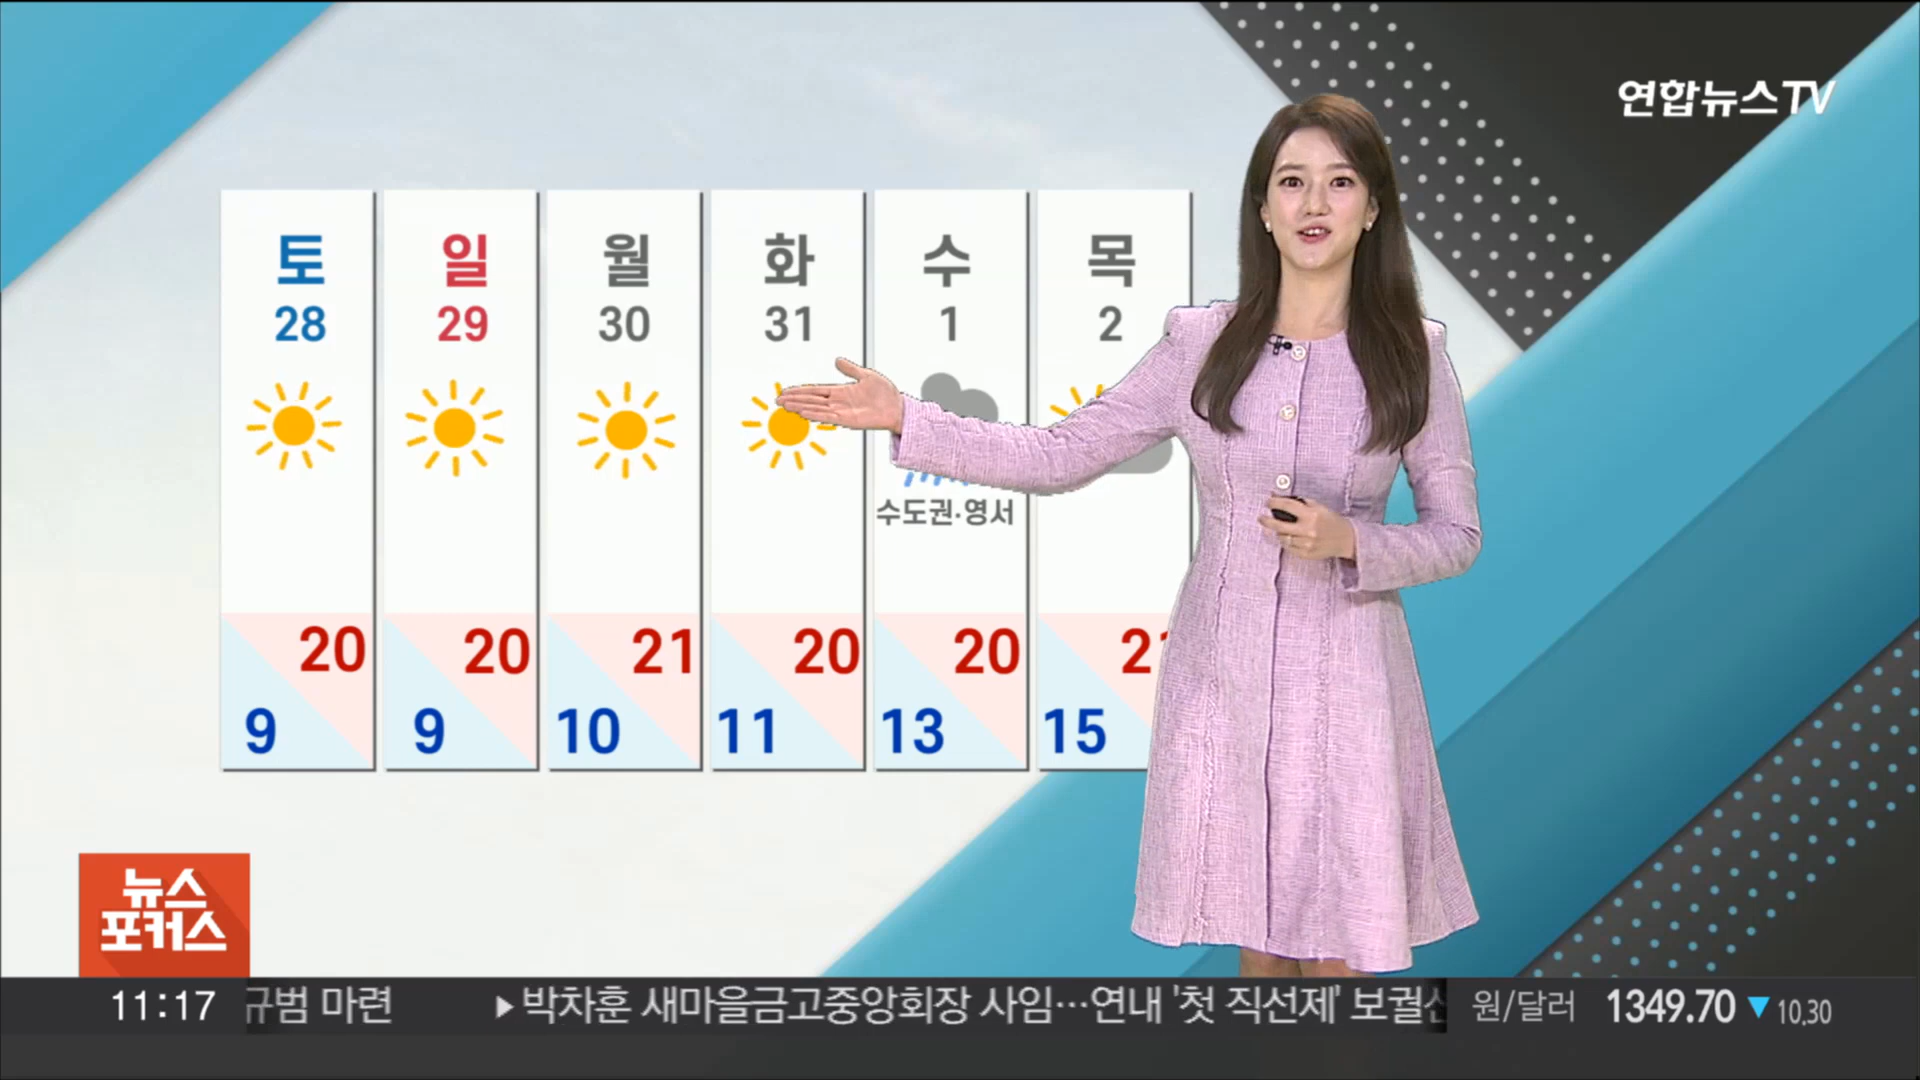 연합뉴스TV
토 일 월 화 수 목
28 29 30 31 1 2
수도권·영서
20 20 21 20 20
9 9 10 11 13 15
뉴스
포커스
11:17 규범 마련 ▶박차훈 새마을금고중앙회장 사임…연내 '첫 직선제' 원/달러 1349.70 ▼ 10.30